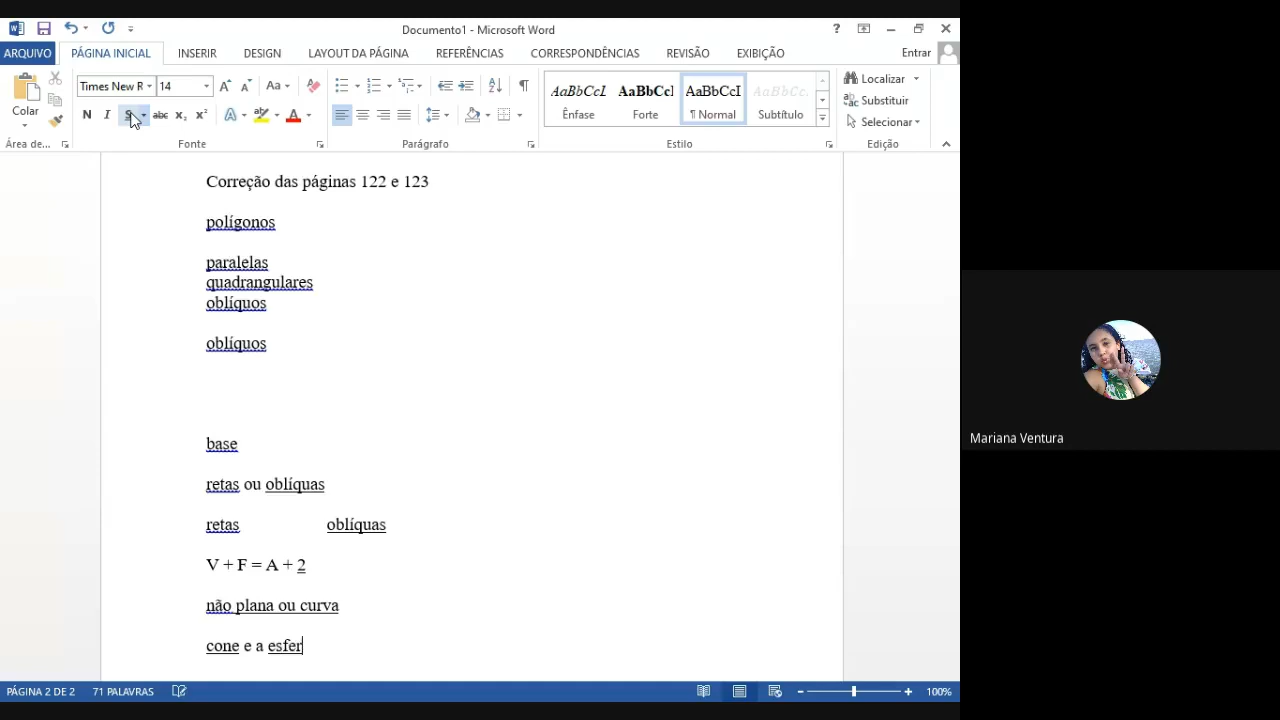 Documento1 - Microsoft Word
?
ARQUIVO PÁGINA INICIAL INSERIR DESIGN LAYOUT DA PÁGINA REFERÊNCIAS CORRESPONDÊNCIAS REVISÃO EXIBIÇÃO Entrar
Colar
Times New R 14 Aa
N I S abc x₂ x² A A
AaBbCcI AaBbCcI AaBbCcI AaBbCc.
Ênfase Forte ¶ Normal Subtítulo
Localizar
Substituir
Selecionar
Área de... Fonte Parágrafo Estilo Edição
Correção das páginas 122 e 123
polígonos
paralelas
quadrangulares
oblíquos
oblíquos
base
retas ou oblíquas
retas oblíquas
V + F = A + 2
não plana ou curva
cone e a esfer
Mariana Ventura
PÁGINA 2 DE 2 71 PALAVRAS 100%